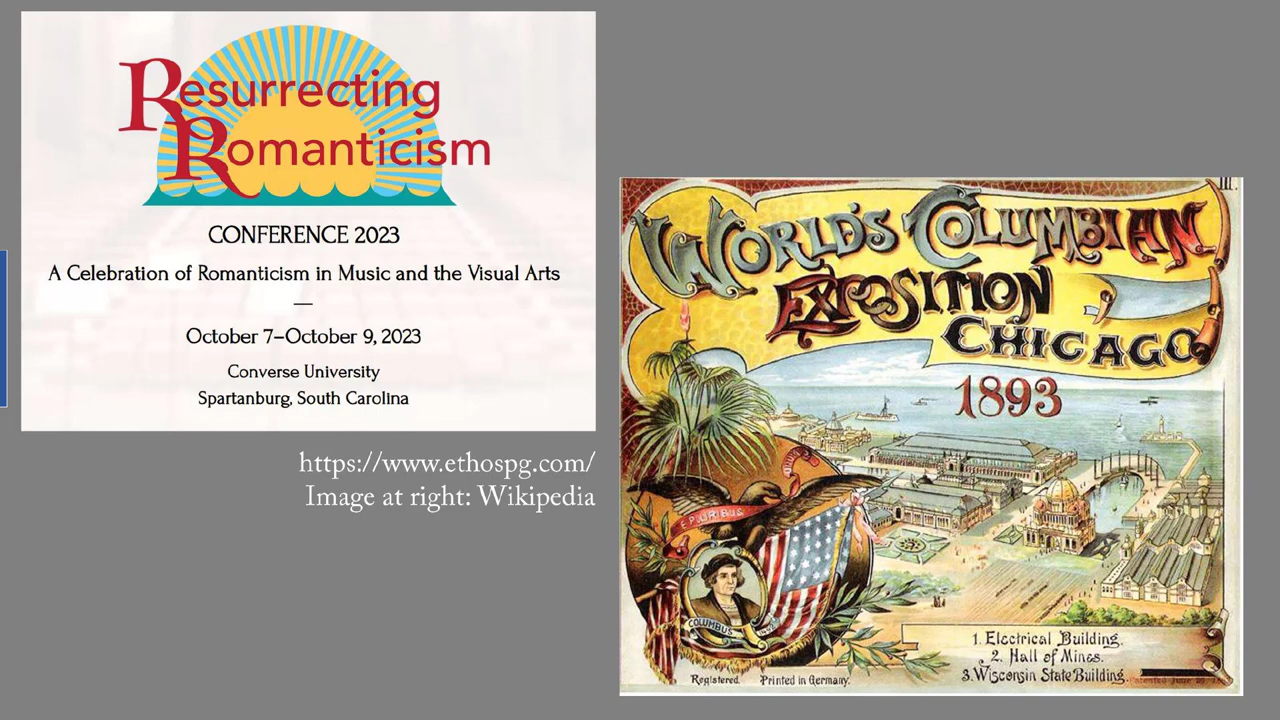 Resurrecting
Romanticism
CONFERENCE 2023
A Celebration of Romanticism in Music and the Visual Arts
—
October 7–October 9, 2023
Converse University
Spartanburg, South Carolina
https://www.ethospg.com/
Image at right: Wikipedia
III.
WORLD'S COLUMBIAN
EXPOSITION
CHICAGO
1893
E PLURIBUS
COLUMBUS
1. Electrical Building.
2. Hall of Mines.
3. Wisconsin State Building.
Registered. Printed in Germany.